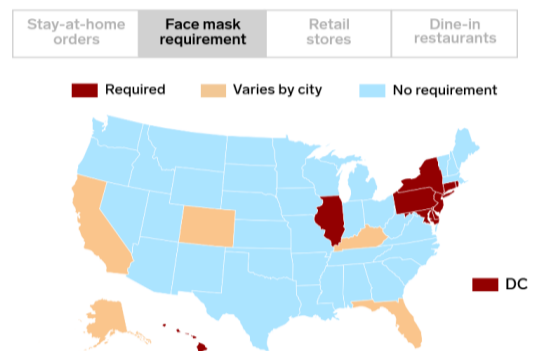 Stay-at-home
orders
Face mask
requirement
Retail
stores
Dine-in
restaurants
Required
Varies by city
No requirement
DC